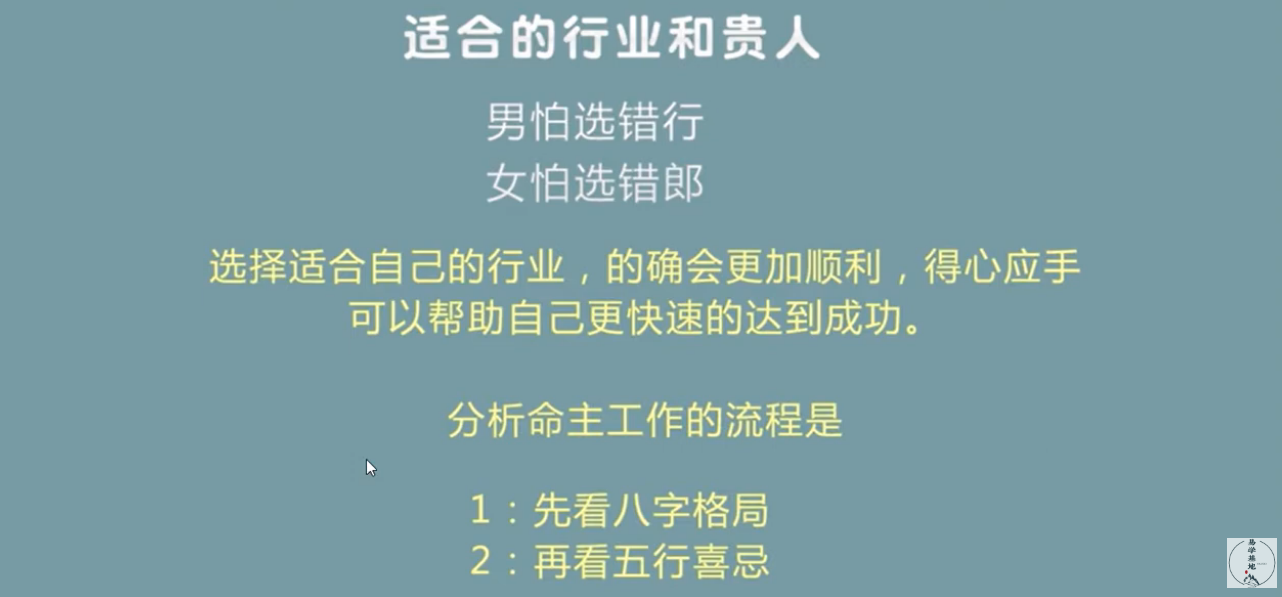 适合的行业和贵人
男怕选错行
女怕选错郎
选择适合自己的行业，的确会更加顺利，得心应手
可以帮助自己更快速的达到成功。
分析命主工作的流程是
1：先看八字格局
2：再看五行喜忌
易学基地